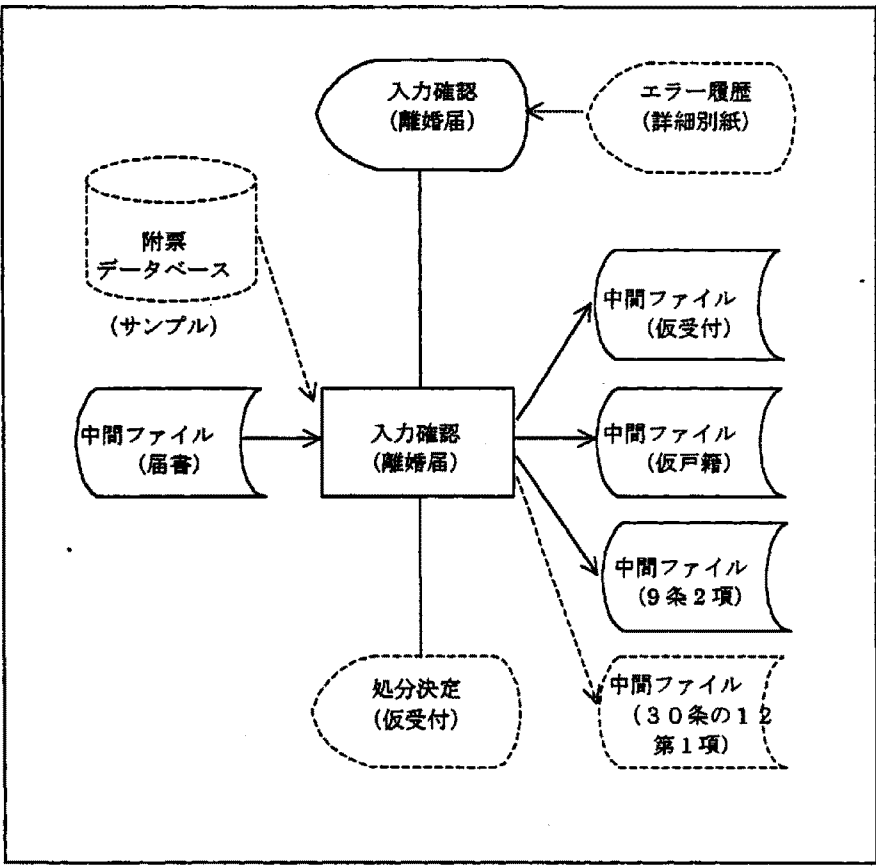 入力確認
(離婚届)
エラー履歴
(詳細別紙)
附票
データベース
(サンプル)
中間ファイル
(仮受付)
中間ファイル
(届書)
入力確認
(離婚届)
中間ファイル
(仮戸籍)
中間ファイル
(9条2項)
処分決定
(仮受付)
中間ファイル
(30条の12
第1項)